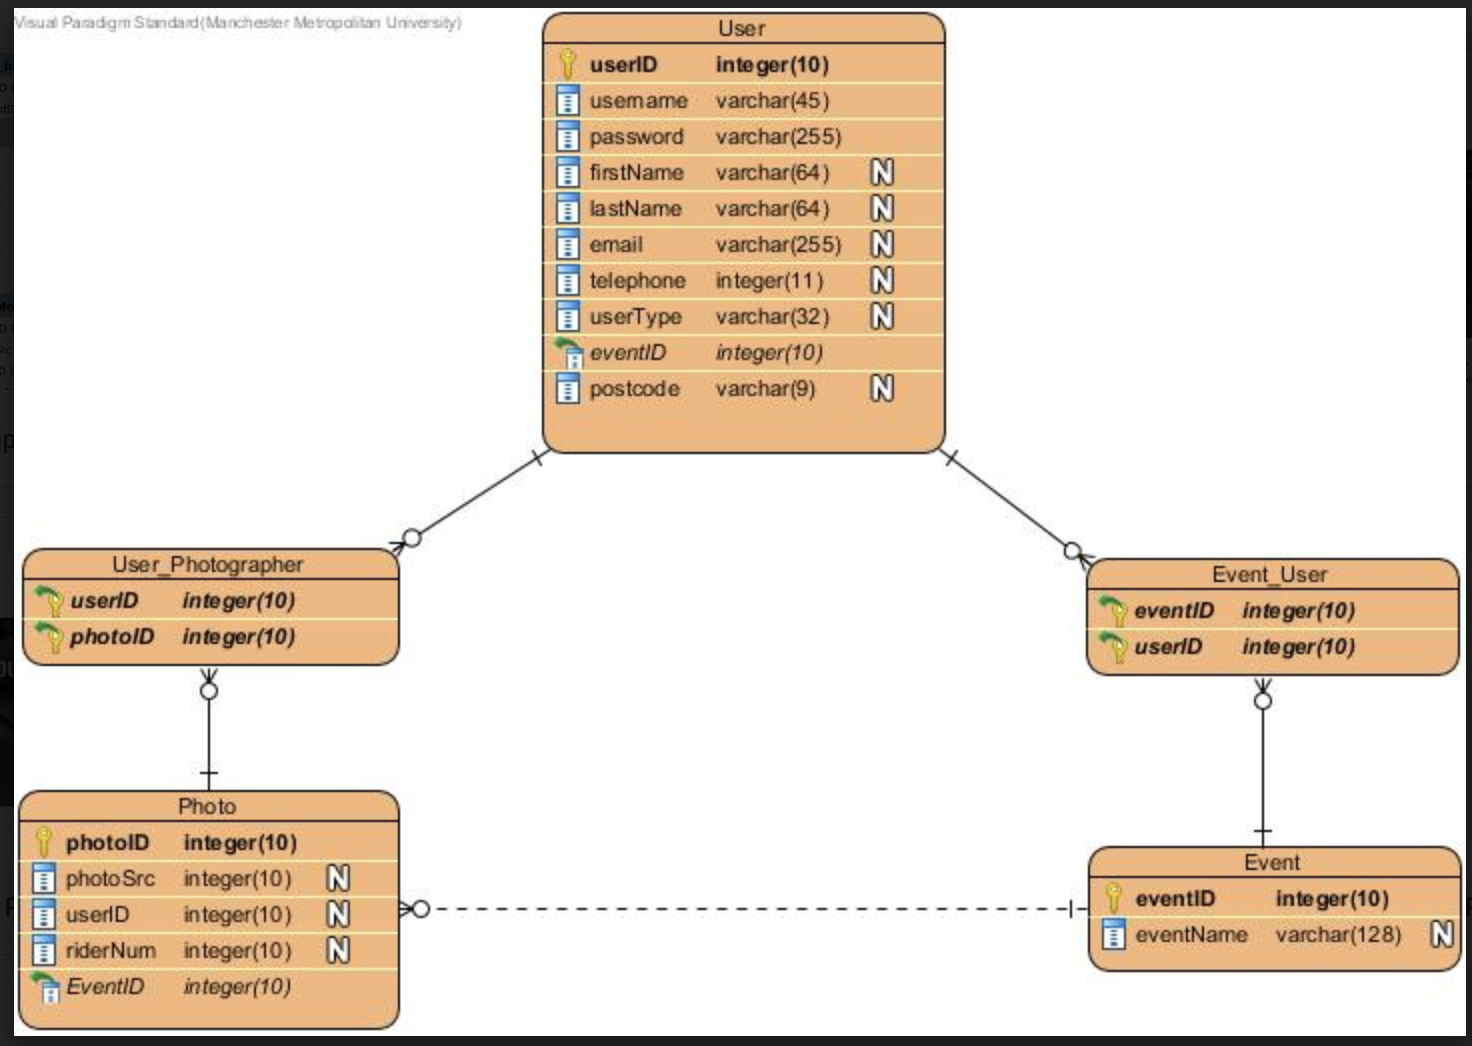 Visual Paradigm Standard(Manchester Metropolitan University)
User
userID integer(10)
username varchar(45)
password varchar(255)
firstName varchar(64) N
lastName varchar(64) N
email varchar(255) N
telephone integer(11) N
userType varchar(32) N
eventID integer(10)
postcode varchar(9) N
User_Photographer
userID integer(10)
photoID integer(10)
Event_User
eventID integer(10)
userID integer(10)
Photo
photoID integer(10)
photoSrc integer(10) N
userID integer(10) N
riderNum integer(10) N
EventID integer(10)
Event
eventID integer(10)
eventName varchar(128) N